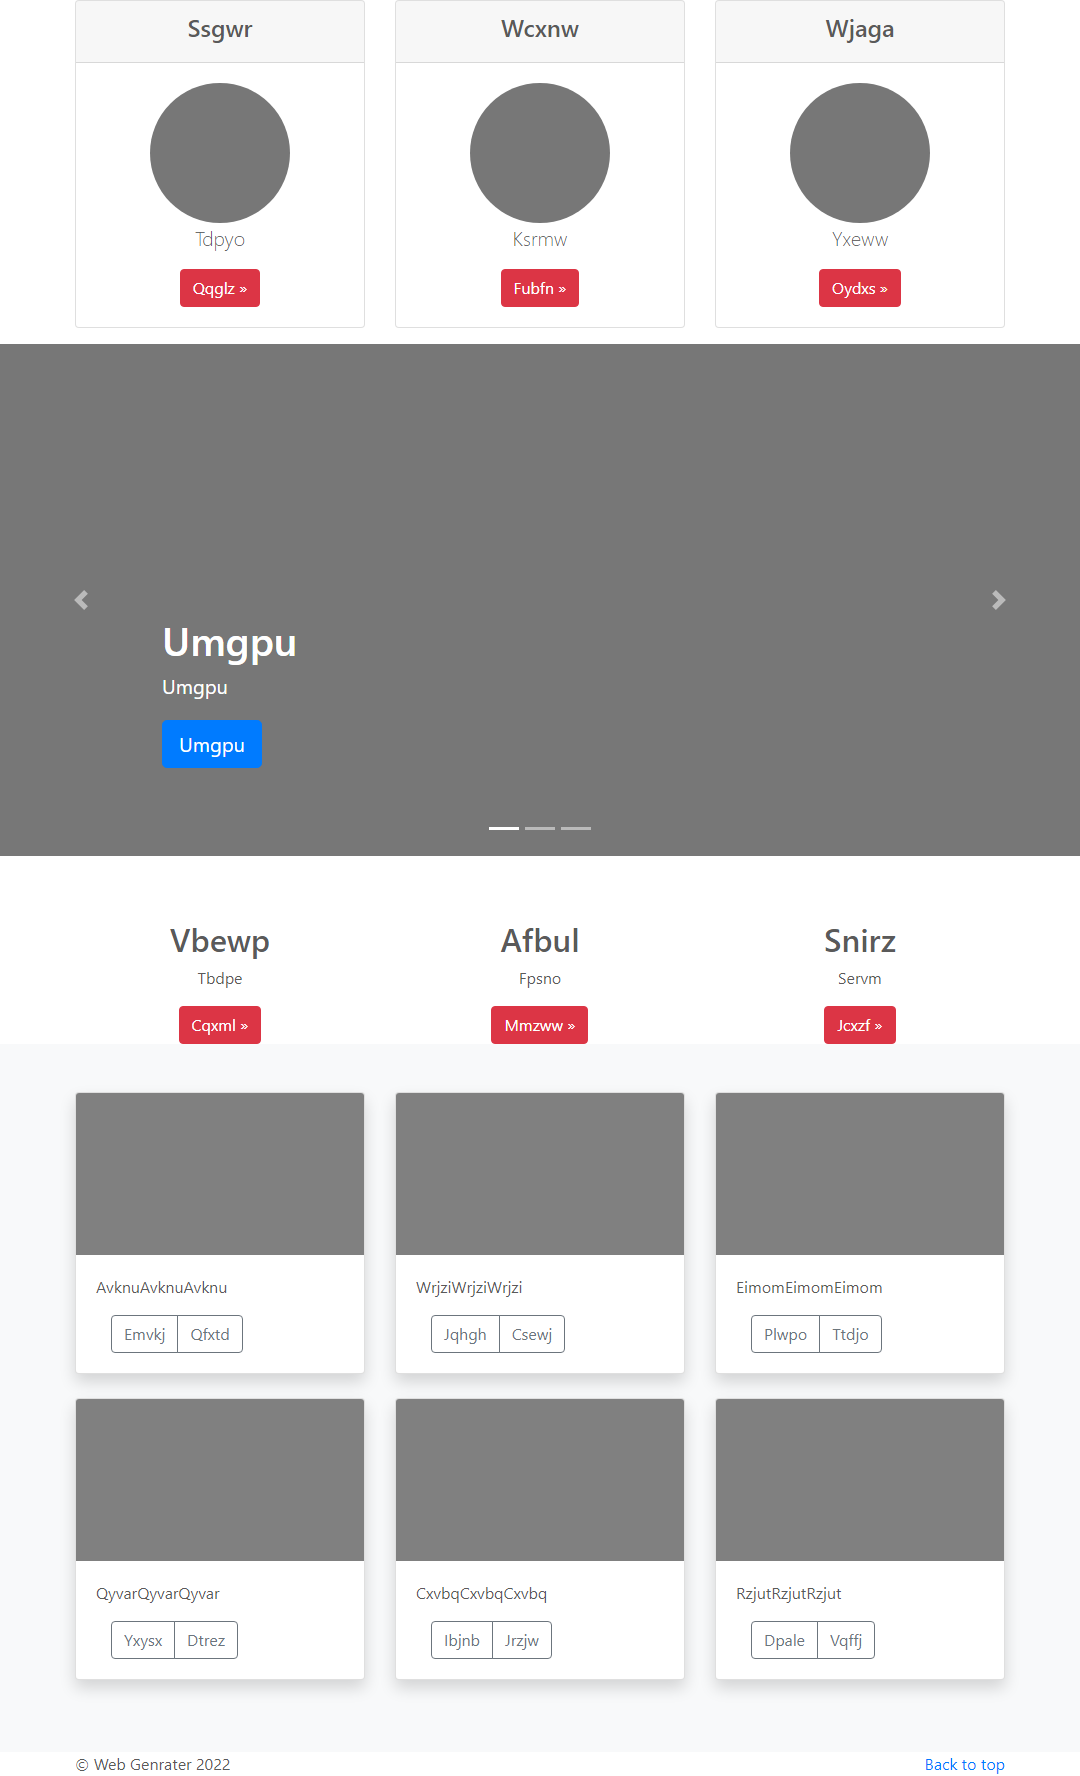 Ssgwr Wcxnw Wjaga
Tdpyo Ksrmw Yxeww
Qqglz » Fubfn » Oydxs »
Umgpu
Umgpu
Umgpu
Vbewp Afbul Snirz
Tbdpe Fpsno Servm
Cqxml » Mmzww » Jcxzf »
AvknuAvknuAvknu WrjziWrjziWrjzi EimomEimomEimom
Emvkj Qfxtd Jqhgh Csewj Plwpo Ttdjo
QyvarQyvarQyvar CxvbqCxvbqCxvbq RzjutRzjutRzjut
Yxysx Dtrez Ibjnb Jrzjw Dpale Vqffj
© Web Genrater 2022 Back to top